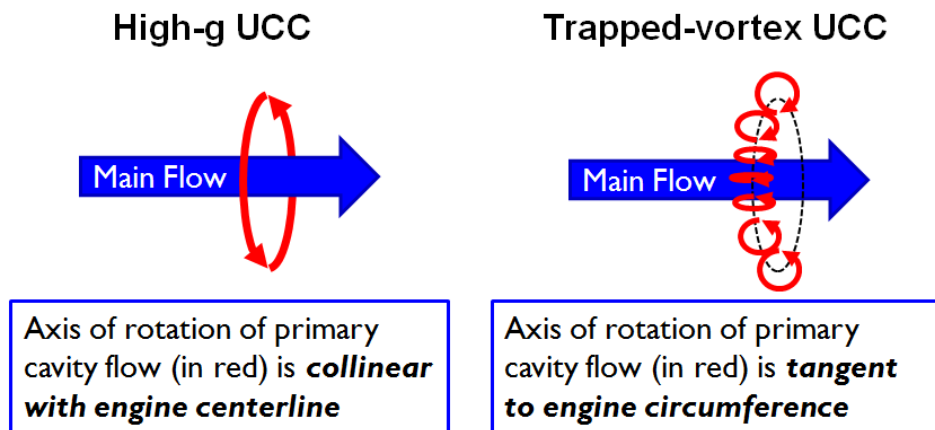 High-g UCC
Trapped-vortex UCC
Main Flow
Main Flow
Axis of rotation of primary
cavity flow (in red) is collinear
with engine centerline
Axis of rotation of primary
cavity flow (in red) is tangent
to engine circumference